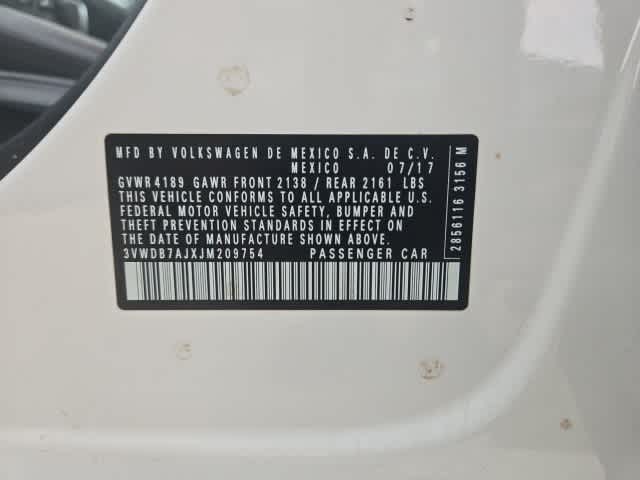 MFD BY VOLKSWAGEN DE MEXICO S.A. DE C.V.
MEXICO 07/17
GVWR 4189 GAWR FRONT 2138 / REAR 2161 LBS
THIS VEHICLE CONFORMS TO ALL APPLICABLE U.S.
FEDERAL MOTOR VEHICLE SAFETY, BUMPER AND
THEFT PREVENTION STANDARDS IN EFFECT ON
THE DATE OF MANUFACTURE SHOWN ABOVE.
3VWDB7AJXJM209754 PASSENGER CAR
2856116 3156 M